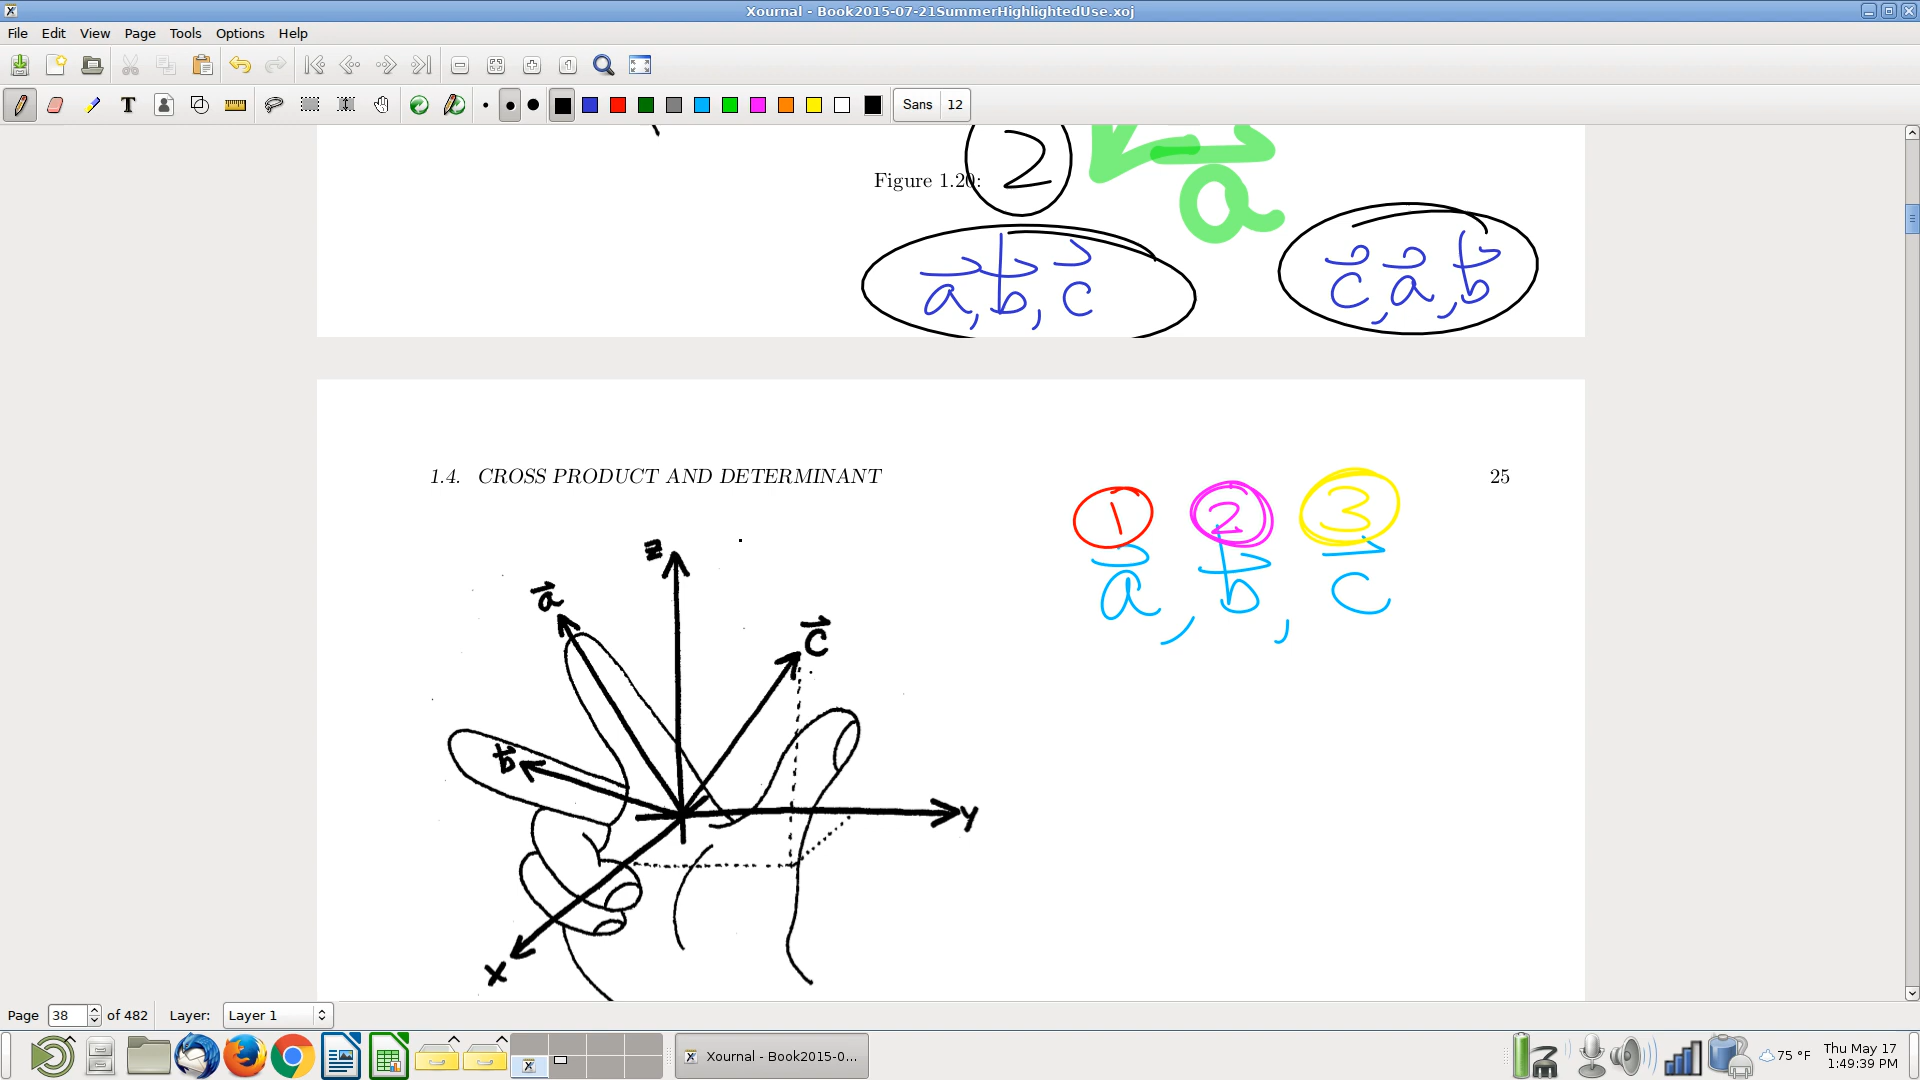 Xournal - Book2015-07-21SummerHighlightedUse.xoj
File Edit View Page Tools Options Help
Sans 12
2
Figure 1.20:
a
a, b, c
c, a, b
1.4. CROSS PRODUCT AND DETERMINANT 25
1 2 3
a, b, c
z
a
c
b
y
x
Page 38 of 482 Layer: Layer 1
Xournal - Book2015-0...
75 °F
Thu May 17
1:49:39 PM